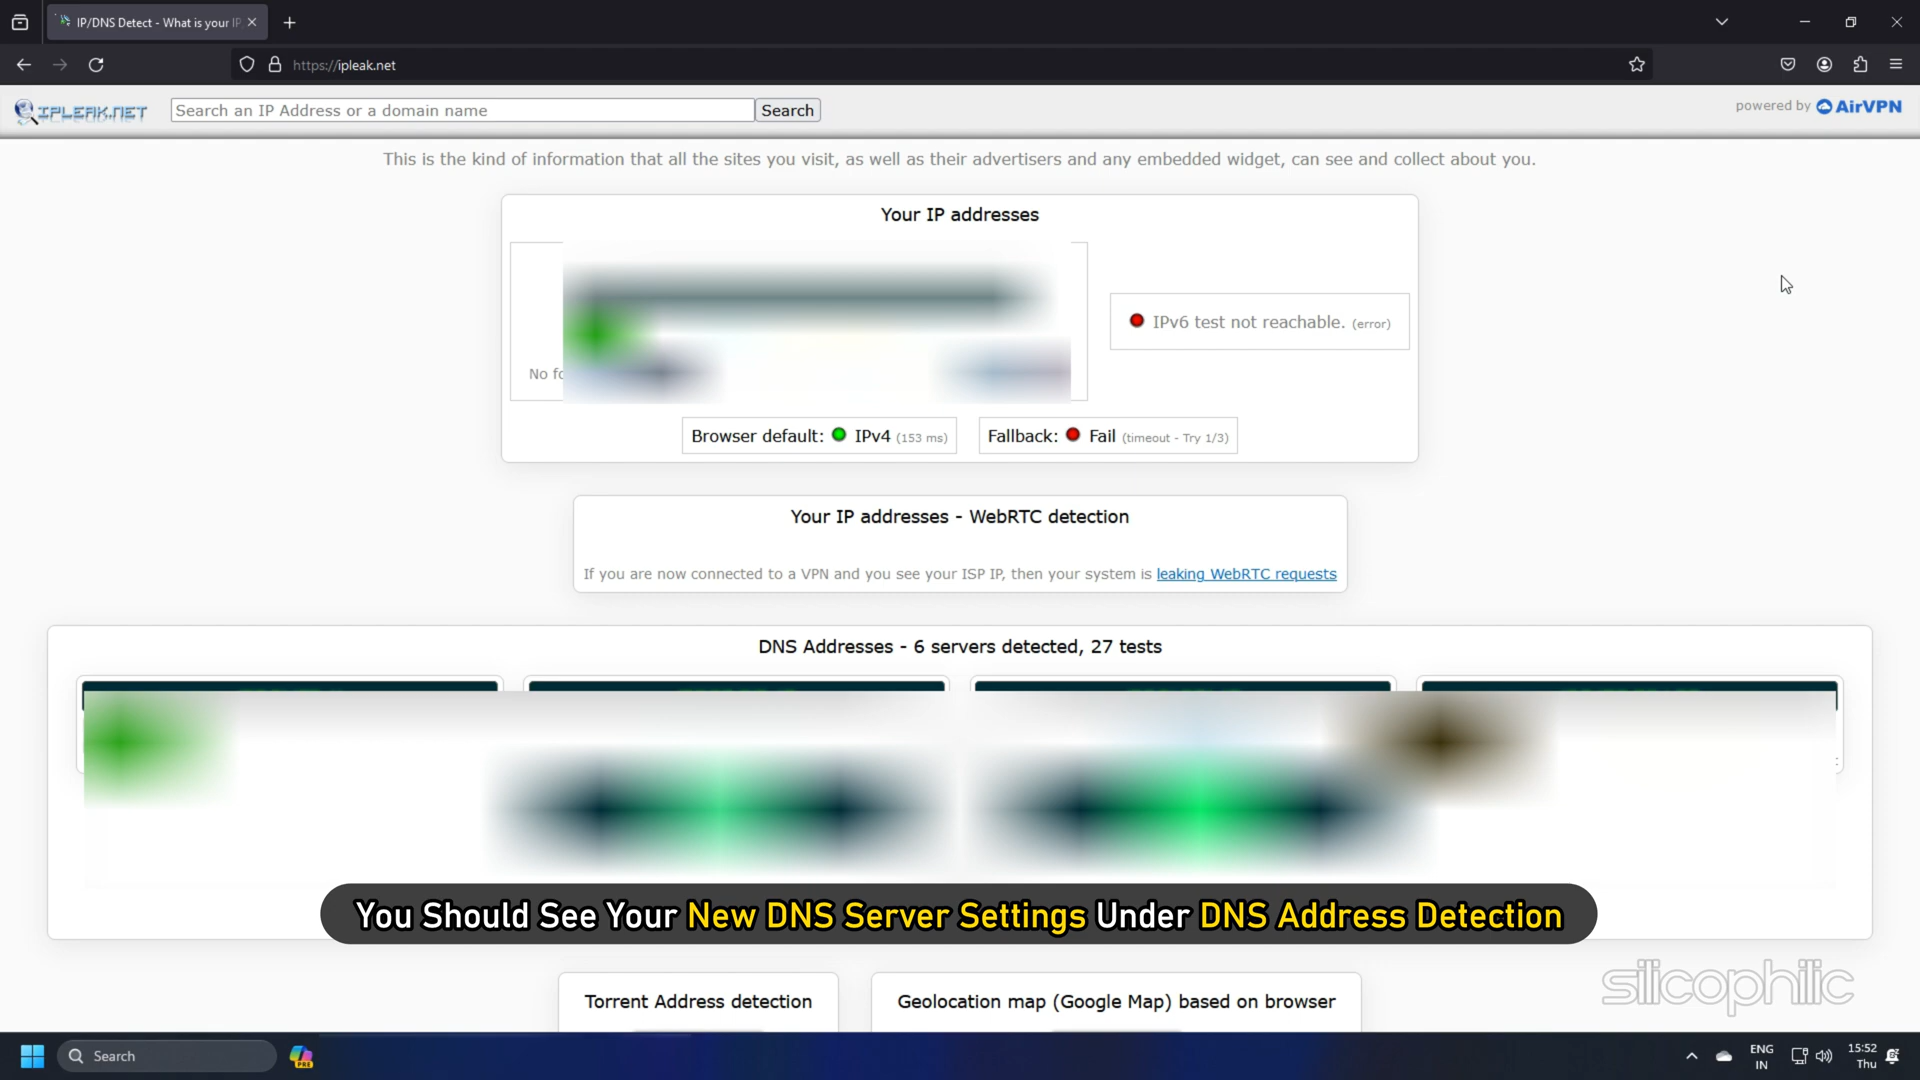 IP/DNS Detect - What is your IP
https://ipleak.net
IPLEAK.NET
Search an IP Address or a domain name
Search
powered by AirVPN
This is the kind of information that all the sites you visit, as well as their advertisers and any embedded widget, can see and collect about you.
Your IP addresses
No fo
IPv6 test not reachable. (error)
Browser default: IPv4 (153 ms)
Fallback: Fail (timeout - Try 1/3)
Your IP addresses - WebRTC detection
If you are now connected to a VPN and you see your ISP IP, then your system is leaking WebRTC requests
DNS Addresses - 6 servers detected, 27 tests
You Should See Your New DNS Server Settings Under DNS Address Detection
silicophilic
Torrent Address detection
Geolocation map (Google Map) based on browser
Search
PRE
ENG
IN
15:52
Thu